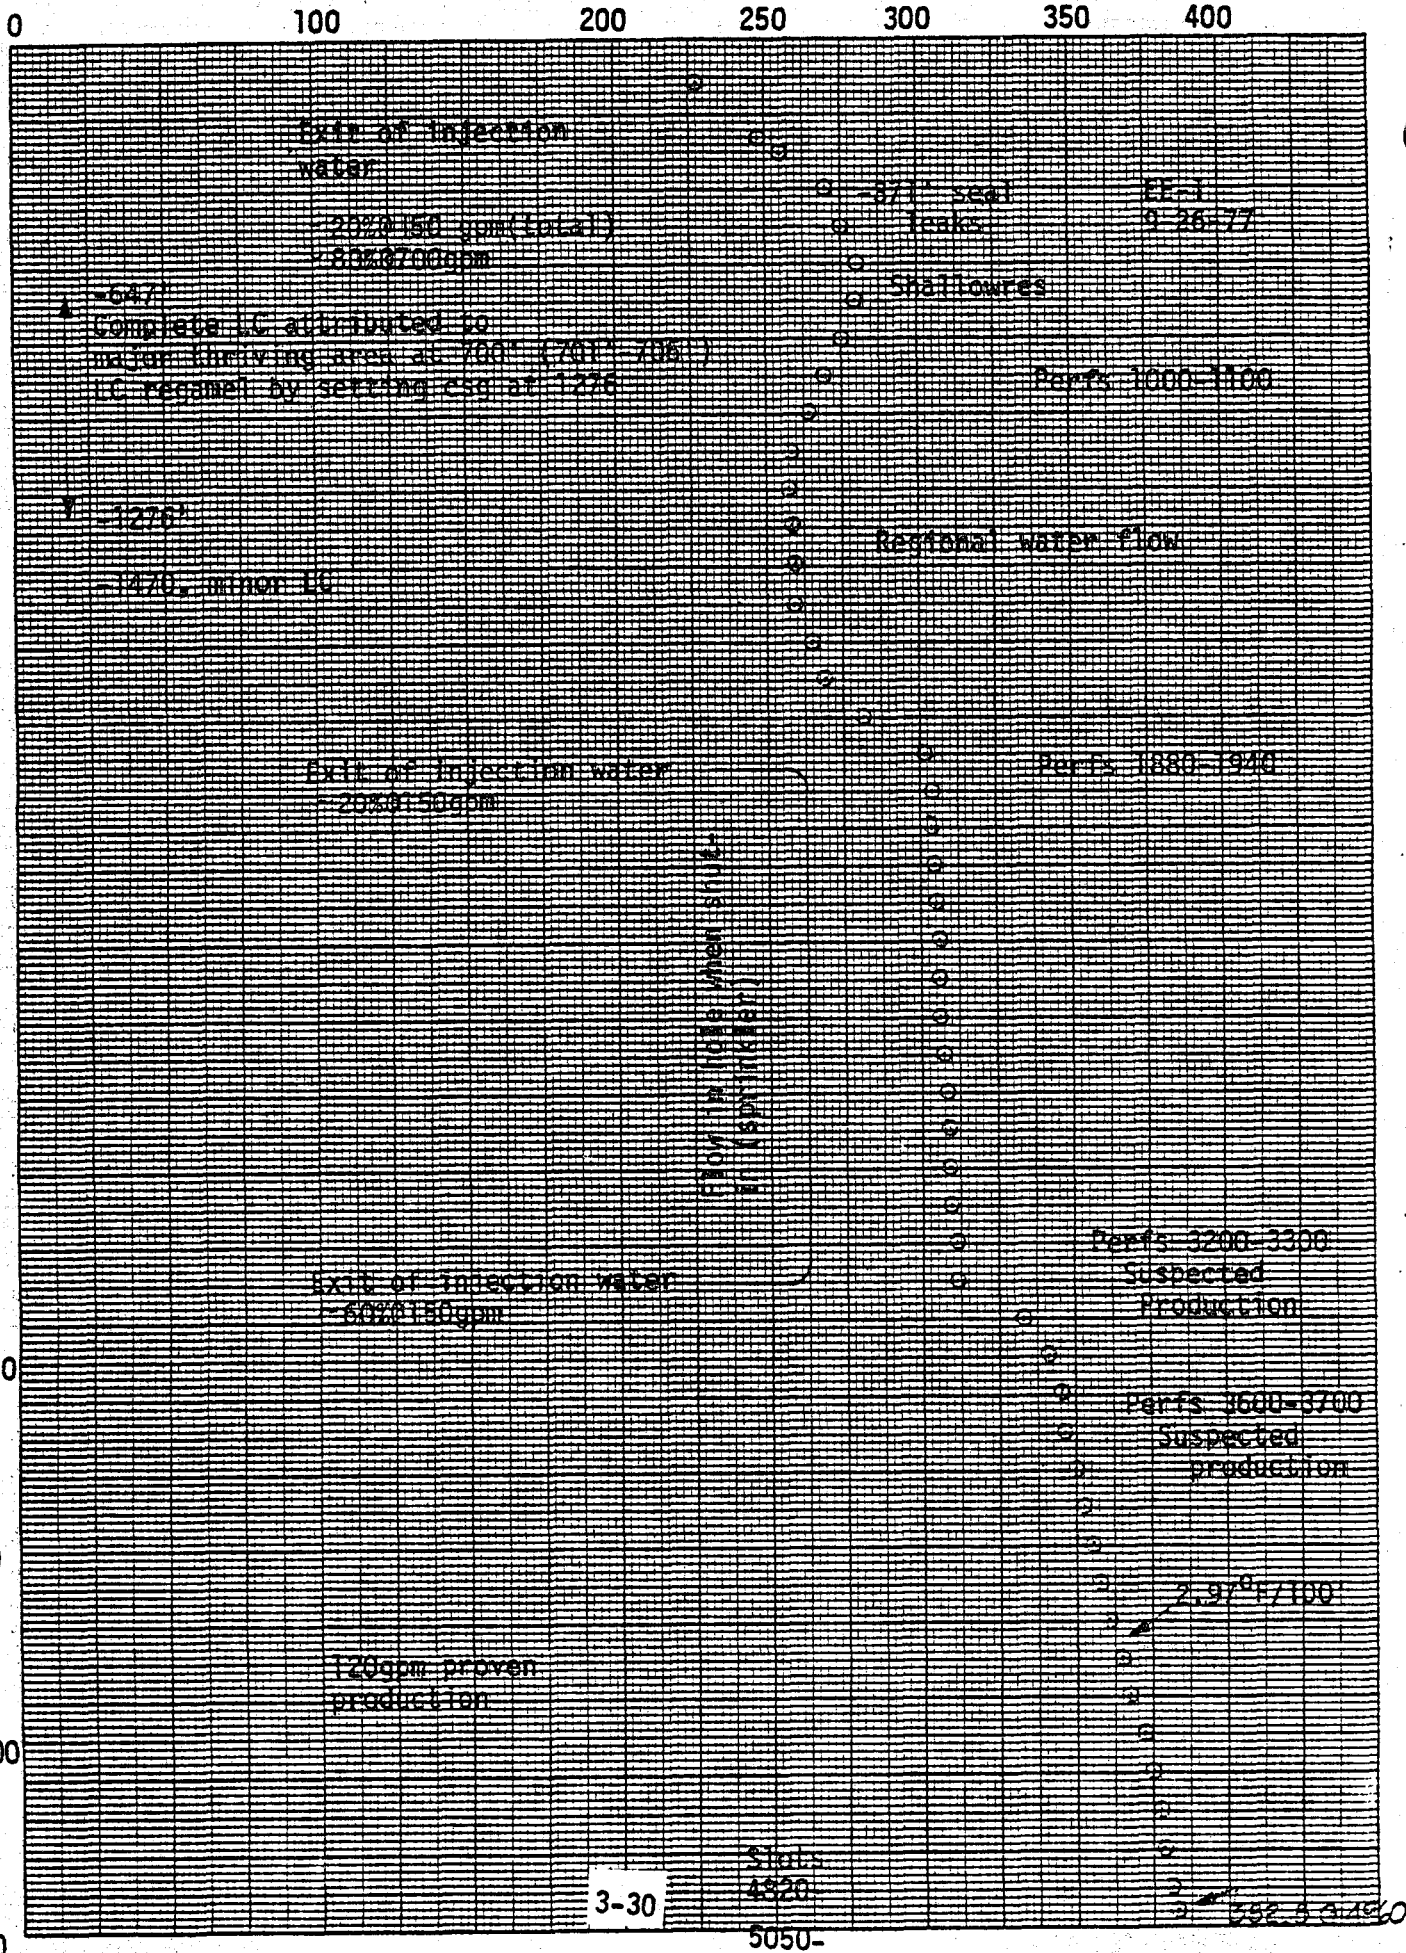 0 100 200 250 300 350 400
Exit of injection
water
~20%@150 gpm(total)
~80%@700gpm
-871' seal
leaks
EE-1
9-26-77
Shallowres
-647'
Complete LC attributed to
major thriving area at 700' (701'-706')
LC regamel by setting csg at 1276
Perfs 1000-1100
-1276'
Regional water flow
-1470. minor LC
Exit of injection water
~20%@150gpm
Perfs 1880-1940
Flow in hole when shut-
in (sprinkler)
Perfs 3200-3300
Suspected
Production
Exit of injection water
~60%@150gpm
0
Perfs 3600-3700
Suspected
production
2.97°F/100'
120gpm proven
production
00
Slots
4820-
3-30
5050-
0